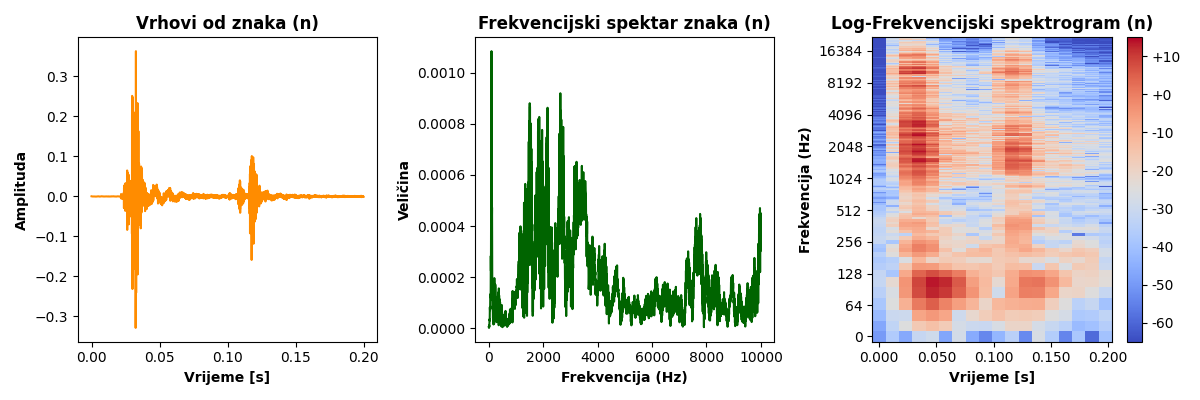 Vrhovi od znaka (n)
Frekvencijski spektar znaka (n)
Log-Frekvencijski spektrogram (n)
Amplituda
0.3
0.2
0.1
0.0
−0.1
−0.2
−0.3
0.00 0.05 0.10 0.15 0.20
Vrijeme [s]
Veličina
0.0010
0.0008
0.0006
0.0004
0.0002
0.0000
0 2000 4000 6000 8000 10000
Frekvencija (Hz)
Frekvencija (Hz)
16384
8192
4096
2048
1024
512
256
128
64
0
0.000 0.050 0.100 0.150 0.200
Vrijeme [s]
+10
+0
-10
-20
-30
-40
-50
-60